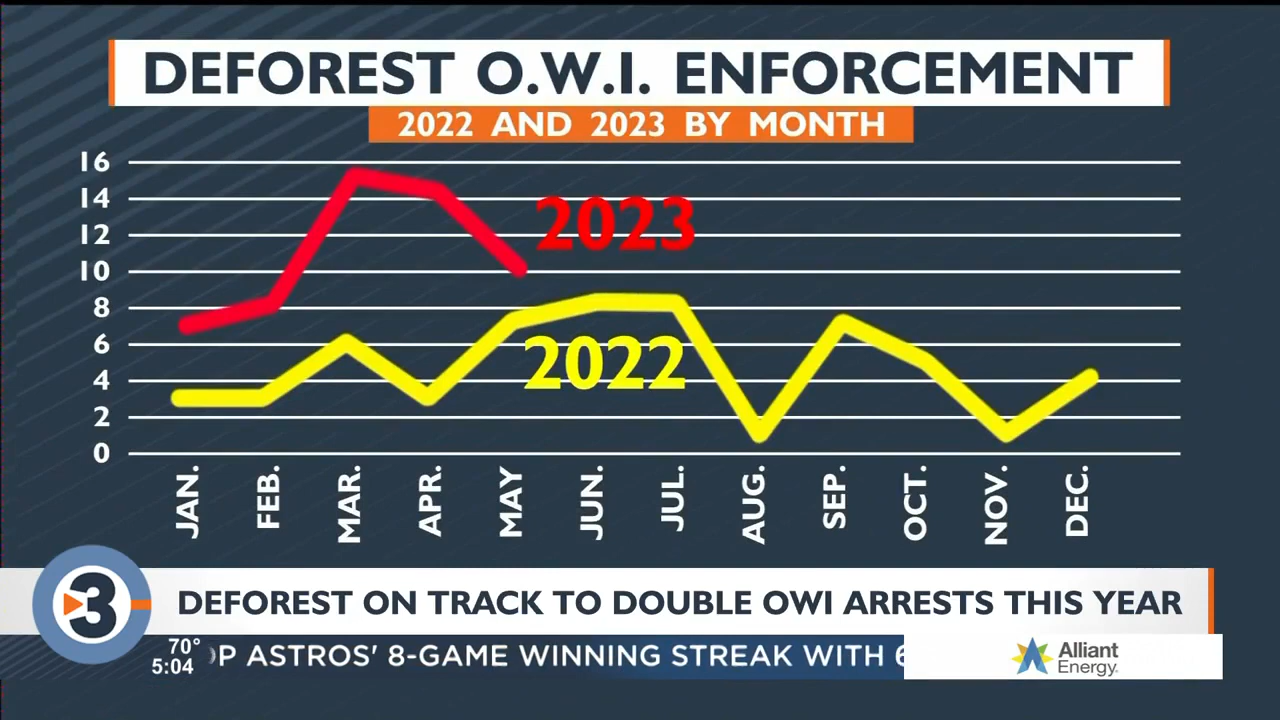 DEFOREST O.W.I. ENFORCEMENT
2022 AND 2023 BY MONTH
16
14
12
10
8
6
4
2
0
2023
2022
JAN.
FEB.
MAR.
APR.
MAY
JUN.
JUL.
AUG.
SEP.
OCT.
NOV.
DEC.
3
DEFOREST ON TRACK TO DOUBLE OWI ARRESTS THIS YEAR
70°
5:04
ASTROS' 8-GAME WINNING STREAK WITH
Alliant
Energy